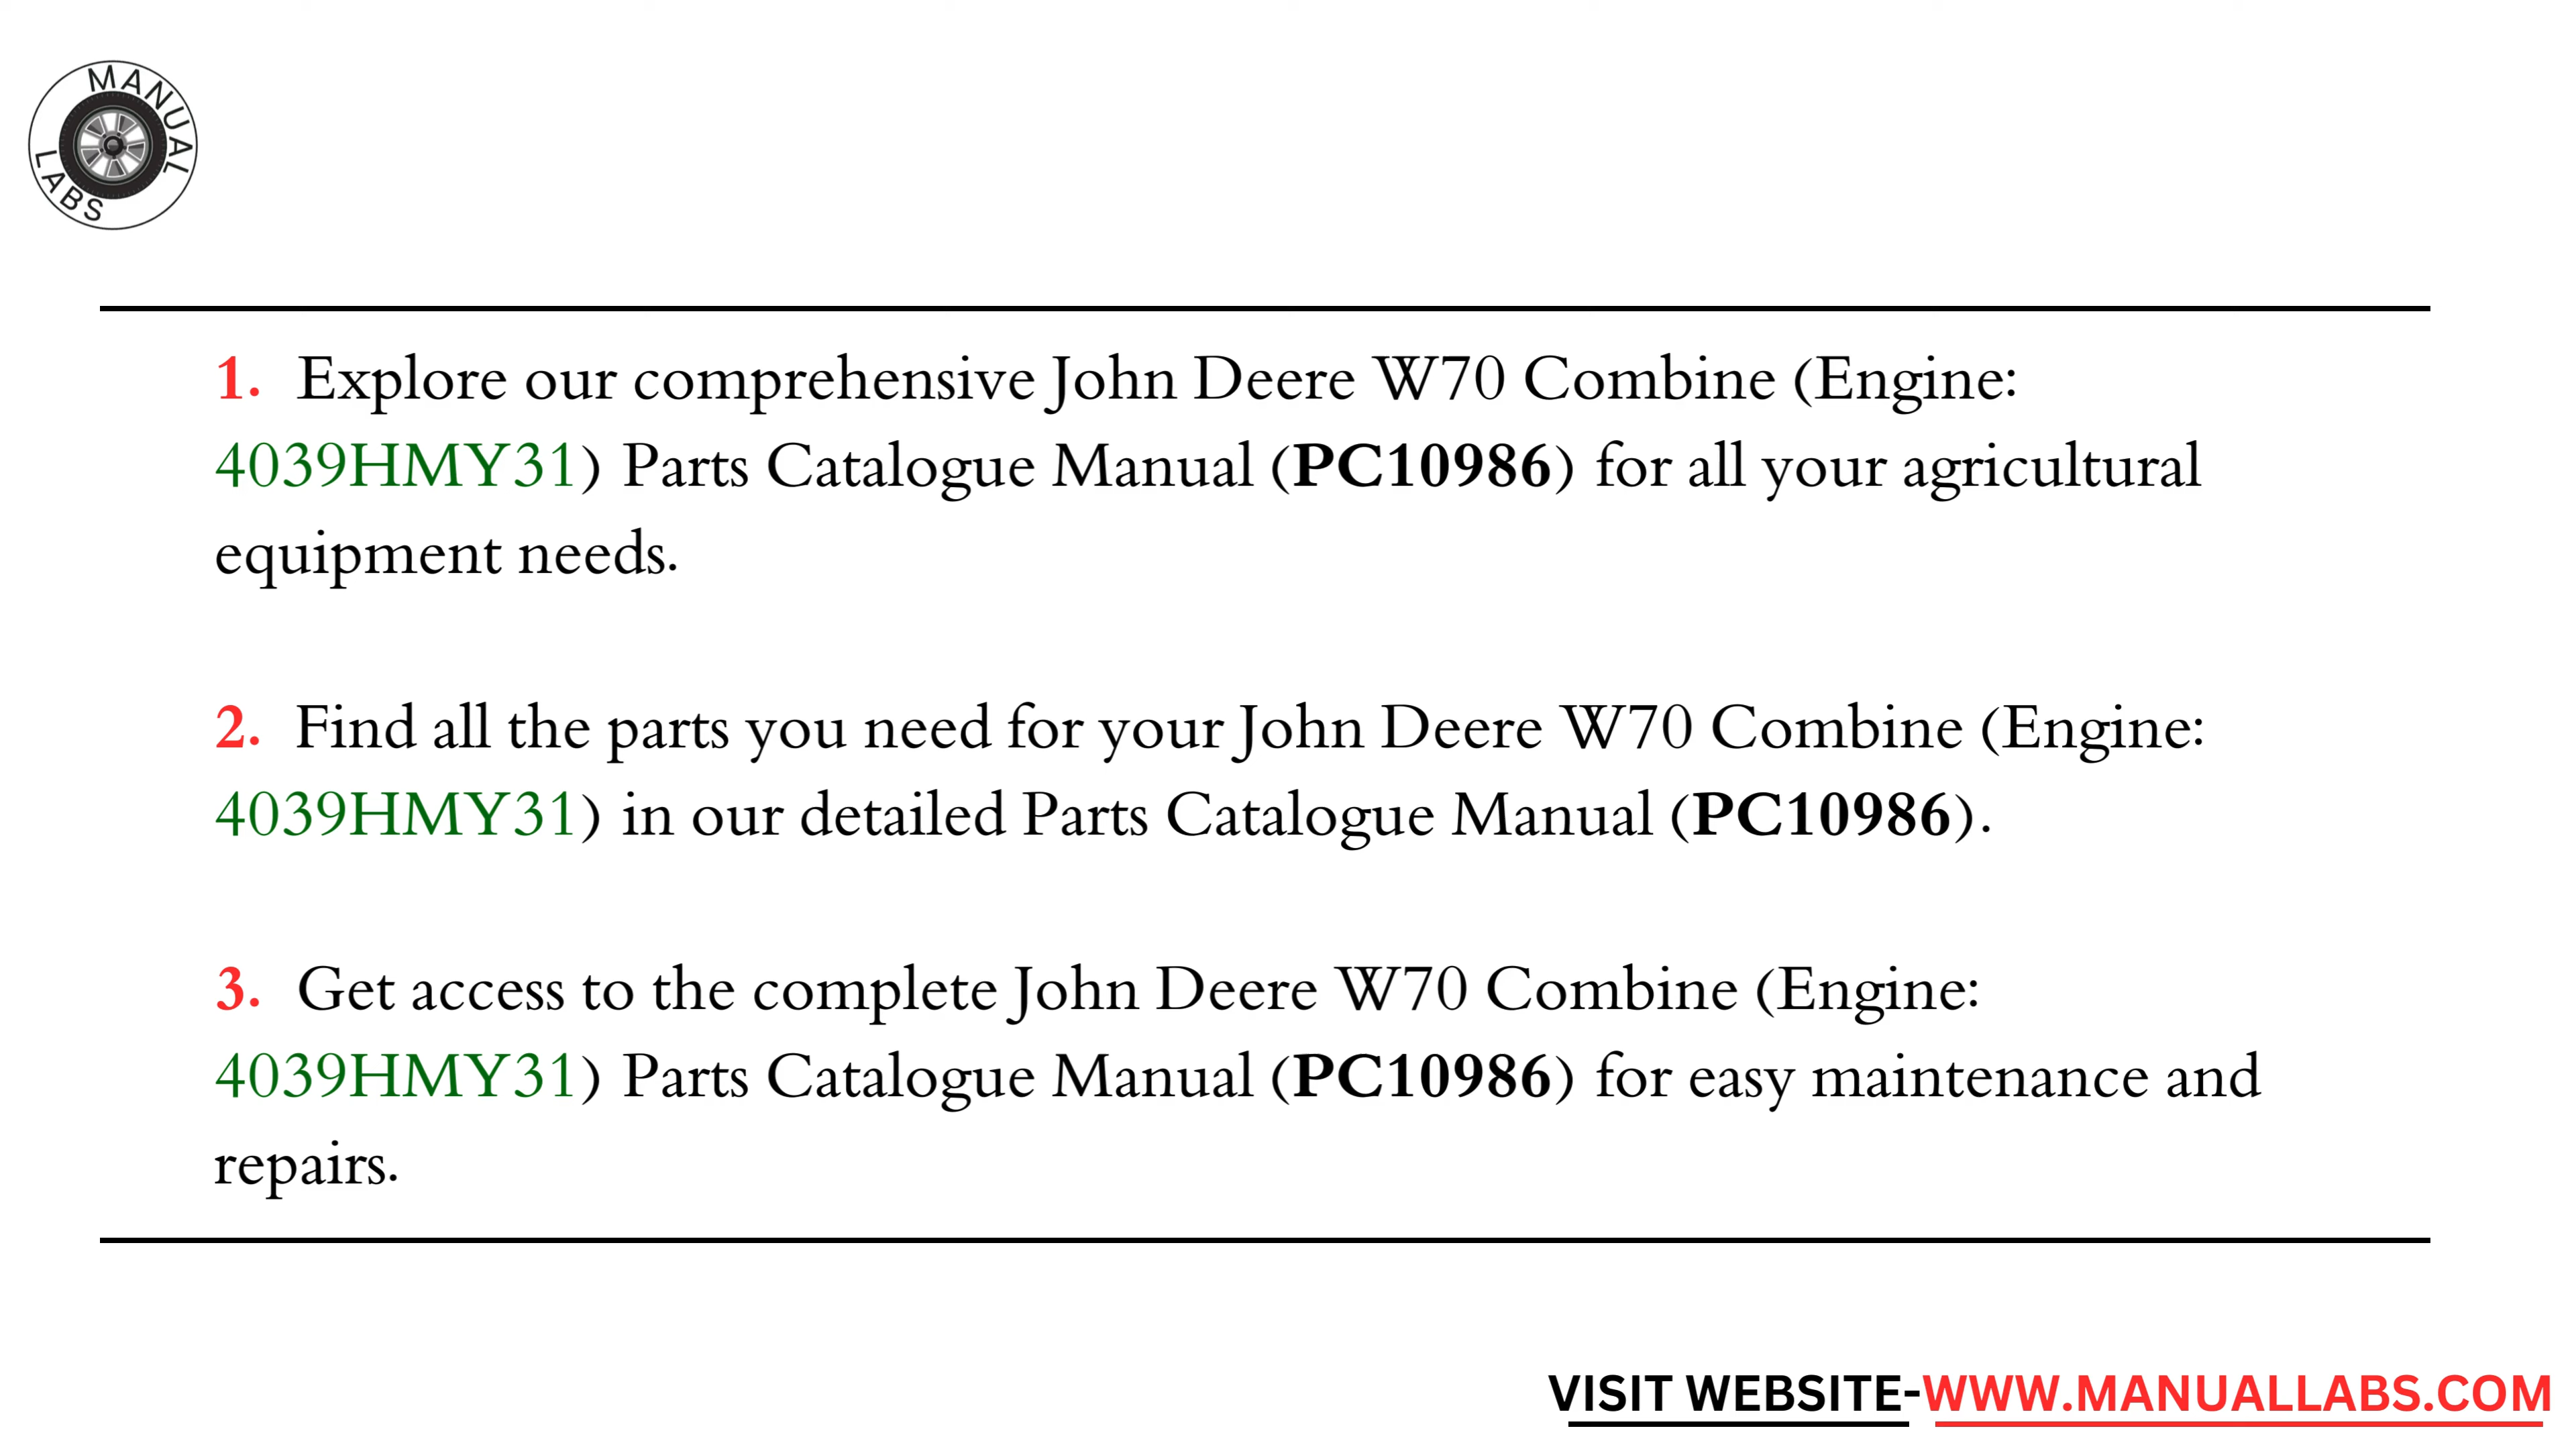 MANUAL
LABS
1. Explore our comprehensive John Deere W70 Combine (Engine:
4039HMY31) Parts Catalogue Manual (PC10986) for all your agricultural
equipment needs.
2. Find all the parts you need for your John Deere W70 Combine (Engine:
4039HMY31) in our detailed Parts Catalogue Manual (PC10986).
3. Get access to the complete John Deere W70 Combine (Engine:
4039HMY31) Parts Catalogue Manual (PC10986) for easy maintenance and
repairs.
VISIT WEBSITE-WWW.MANUALLABS.COM